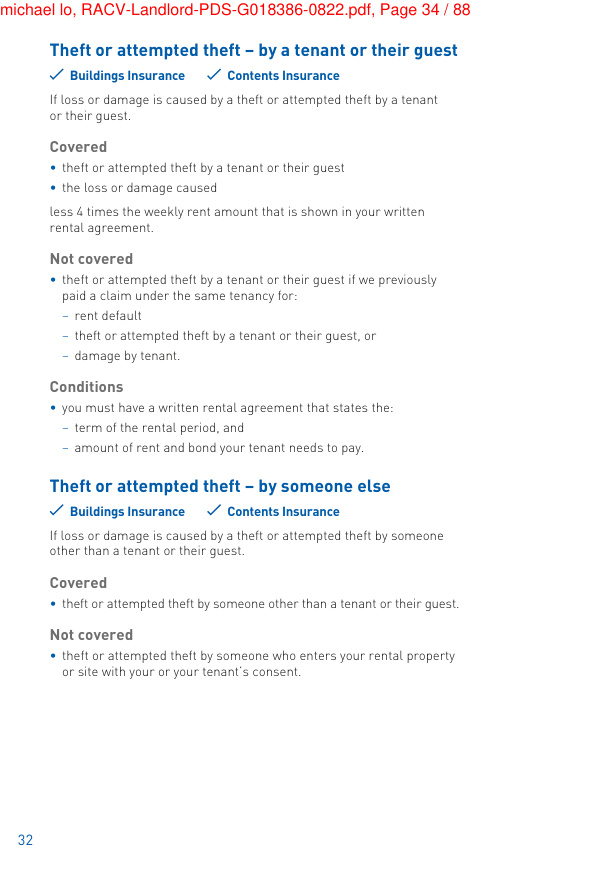 michael lo, RACV-Landlord-PDS-G018386-0822.pdf, Page 34 / 88
Theft or attempted theft – by a tenant or their guest
✓ Buildings Insurance ✓ Contents Insurance
If loss or damage is caused by a theft or attempted theft by a tenant
or their guest.
Covered
• theft or attempted theft by a tenant or their guest
• the loss or damage caused
less 4 times the weekly rent amount that is shown in your written
rental agreement.
Not covered
• theft or attempted theft by a tenant or their guest if we previously
paid a claim under the same tenancy for:
– rent default
– theft or attempted theft by a tenant or their guest, or
– damage by tenant.
Conditions
• you must have a written rental agreement that states the:
– term of the rental period, and
– amount of rent and bond your tenant needs to pay.
Theft or attempted theft – by someone else
✓ Buildings Insurance ✓ Contents Insurance
If loss or damage is caused by a theft or attempted theft by someone
other than a tenant or their guest.
Covered
• theft or attempted theft by someone other than a tenant or their guest.
Not covered
• theft or attempted theft by someone who enters your rental property
or site with your or your tenant's consent.
32